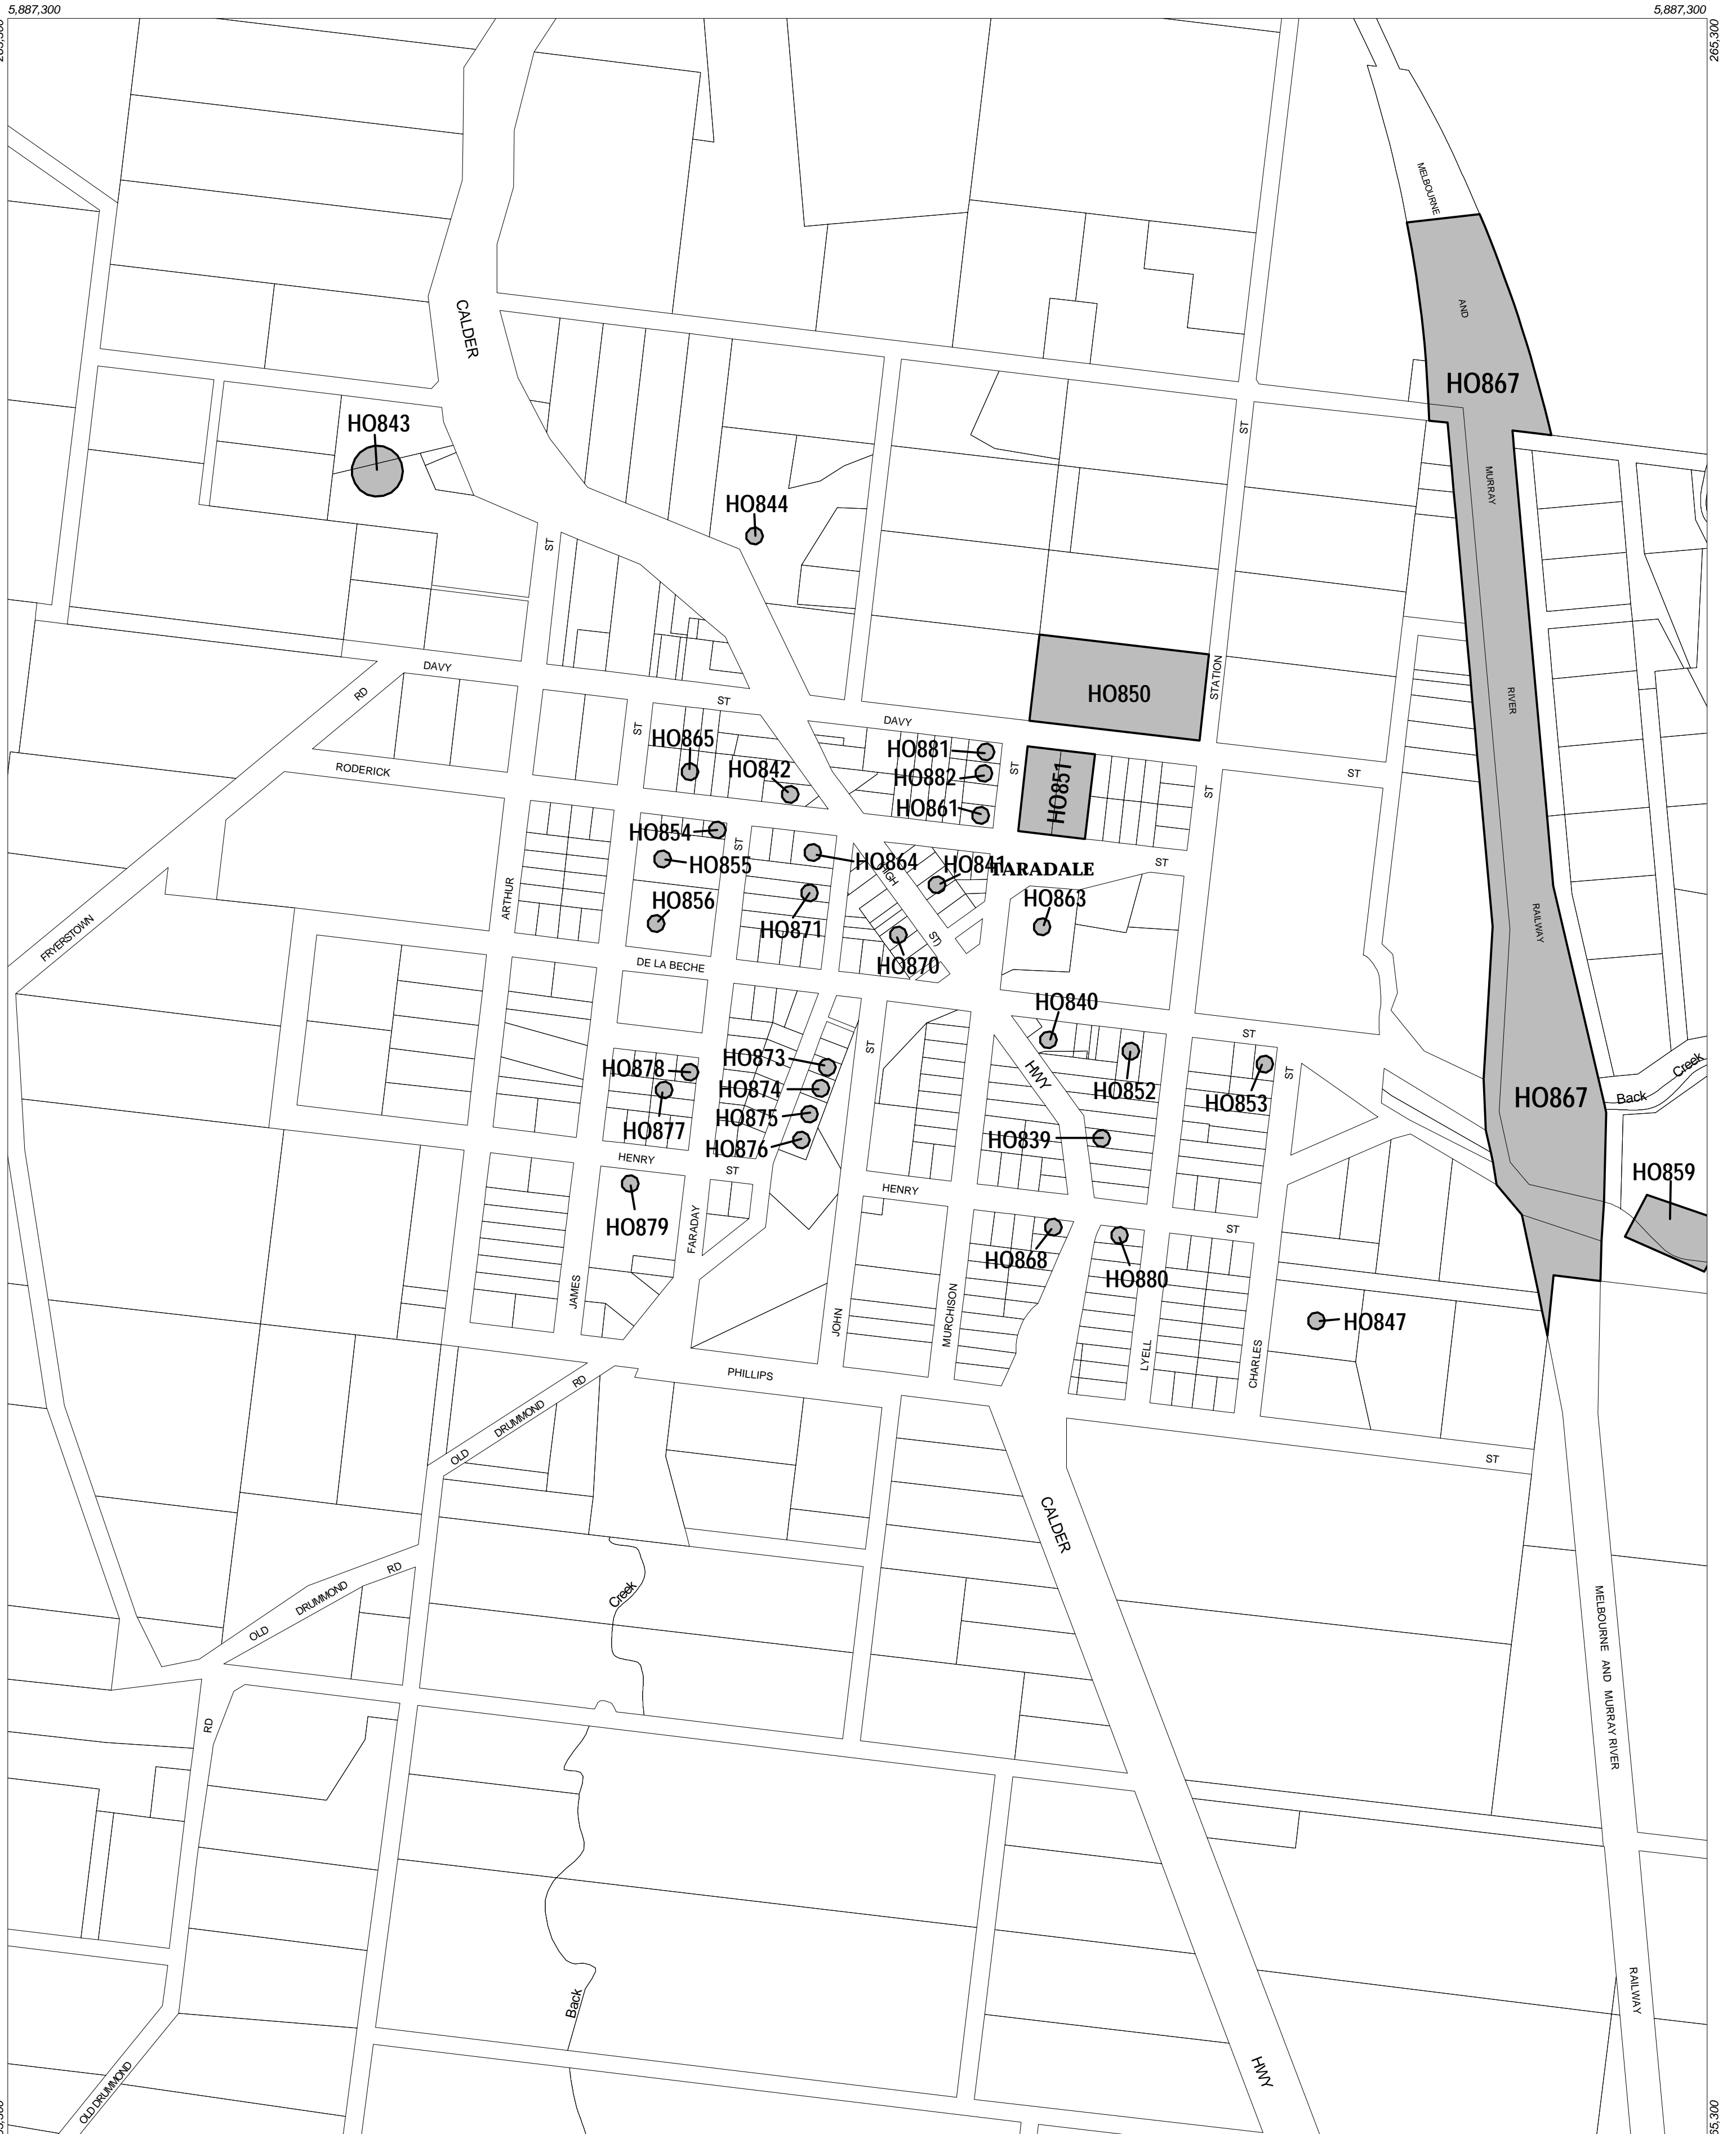 5,887,300
5,887,300
265,300
MELBOURNE
AND
CALDER
HO867
HO843
ST
MURRAY
HO844
ST
DAVY
STATION
HO850
RD
ST
RIVER
DAVY
ST
HO865
HO881
ST
HO842
HO882
HO851
ST
RODERICK
ST
HO861
HO854
ST
HO864
HO841
TARADALE
ST
HO855
HIGH
ARTHUR
HO856
HO863
FRYERSTOWN
HO871
ST
RAILWAY
HO870
DE LA BECHE
HO840
ST
ST
HO873
Creek
HO878
HWY
ST
HO874
HO852
HO867
Back
HO875
HO853
HO877
HO876
HO839
HENRY
ST
HO859
HENRY
HO879
FARADAY
ST
HO868
HO880
JAMES
JOHN
MURCHISON
HO847
LYELL
CHARLES
PHILLIPS
RD
DRUMMOND
OLD
ST
CALDER
RD
DRUMMOND
OLD
Creek
MELBOURNE AND MURRAY RIVER
RD
RAILWAY
Back
HWY
OLD DRUMMOND